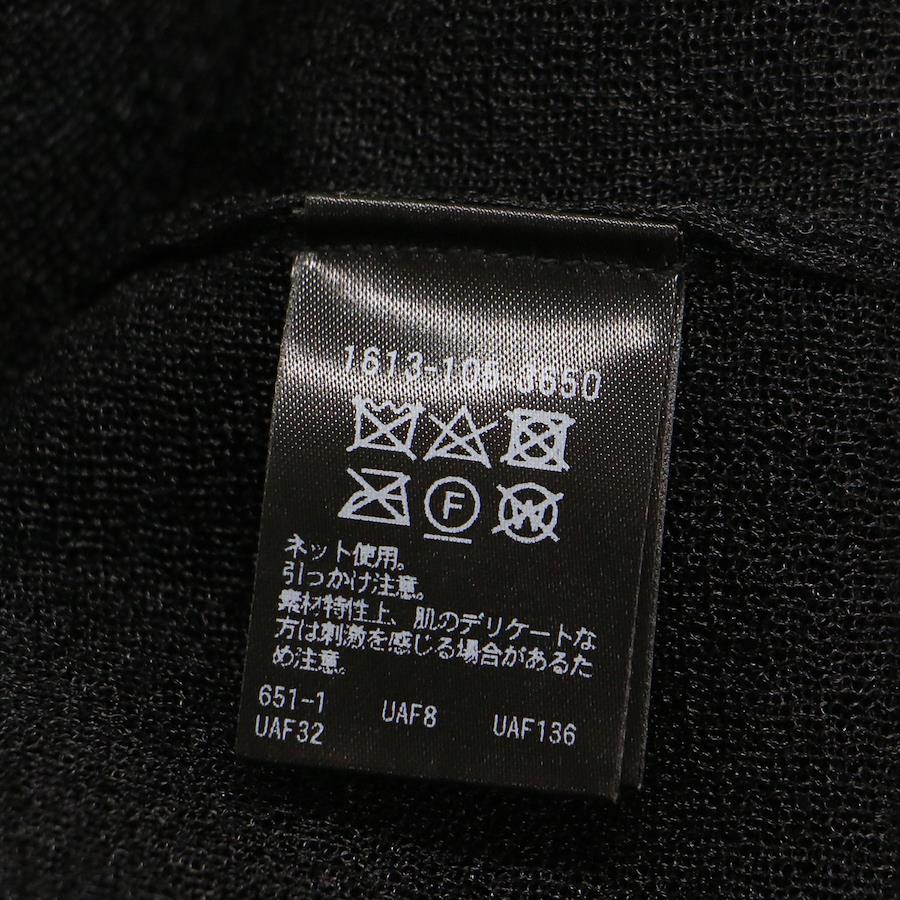 1613-105-3650
F
W
ネット使用。
引っかけ注意。
素材特性上、肌のデリケートな
方は刺激を感じる場合があるた
め注意。
651-1
UAF32 UAF8 UAF136